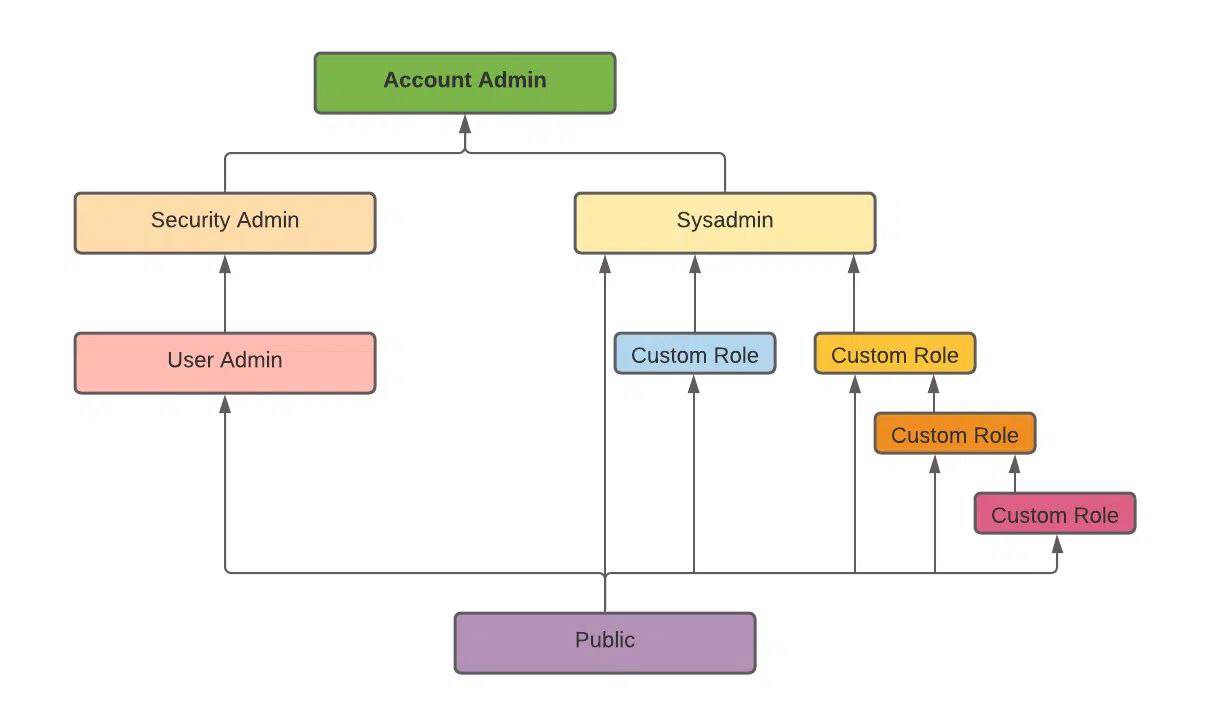 Account Admin
Security Admin
Sysadmin
User Admin
Custom Role
Custom Role
Custom Role
Custom Role
Public